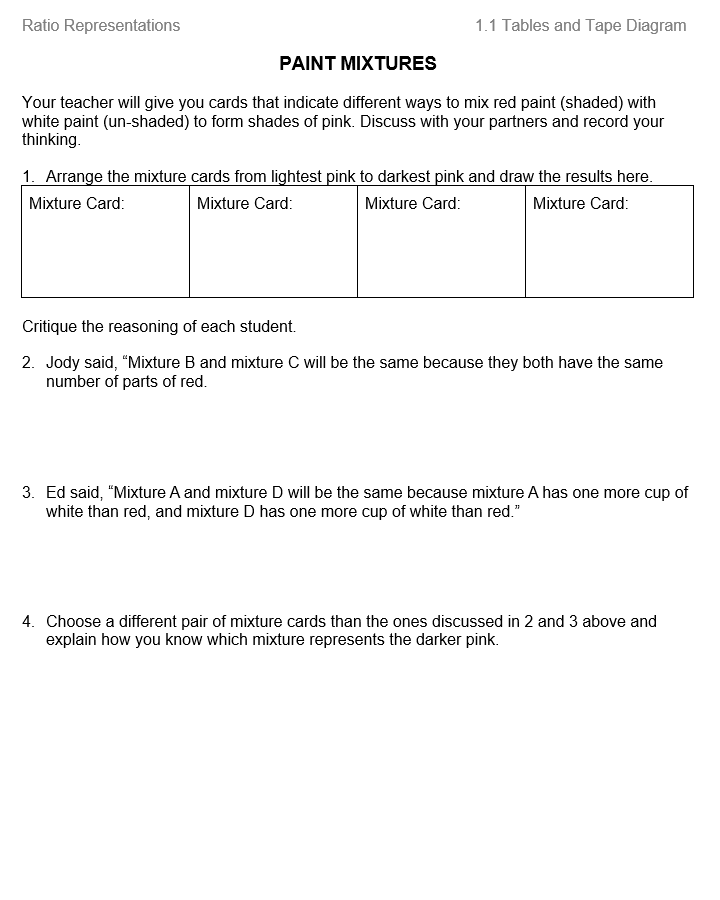 Ratio Representations 1.1 Tables and Tape Diagram
PAINT MIXTURES
Your teacher will give you cards that indicate different ways to mix red paint (shaded) with
white paint (un-shaded) to form shades of pink. Discuss with your partners and record your
thinking.
1. Arrange the mixture cards from lightest pink to darkest pink and draw the results here.
Mixture Card: Mixture Card: Mixture Card: Mixture Card:
Critique the reasoning of each student.
2. Jody said, “Mixture B and mixture C will be the same because they both have the same
number of parts of red.
3. Ed said, “Mixture A and mixture D will be the same because mixture A has one more cup of
white than red, and mixture D has one more cup of white than red.”
4. Choose a different pair of mixture cards than the ones discussed in 2 and 3 above and
explain how you know which mixture represents the darker pink.